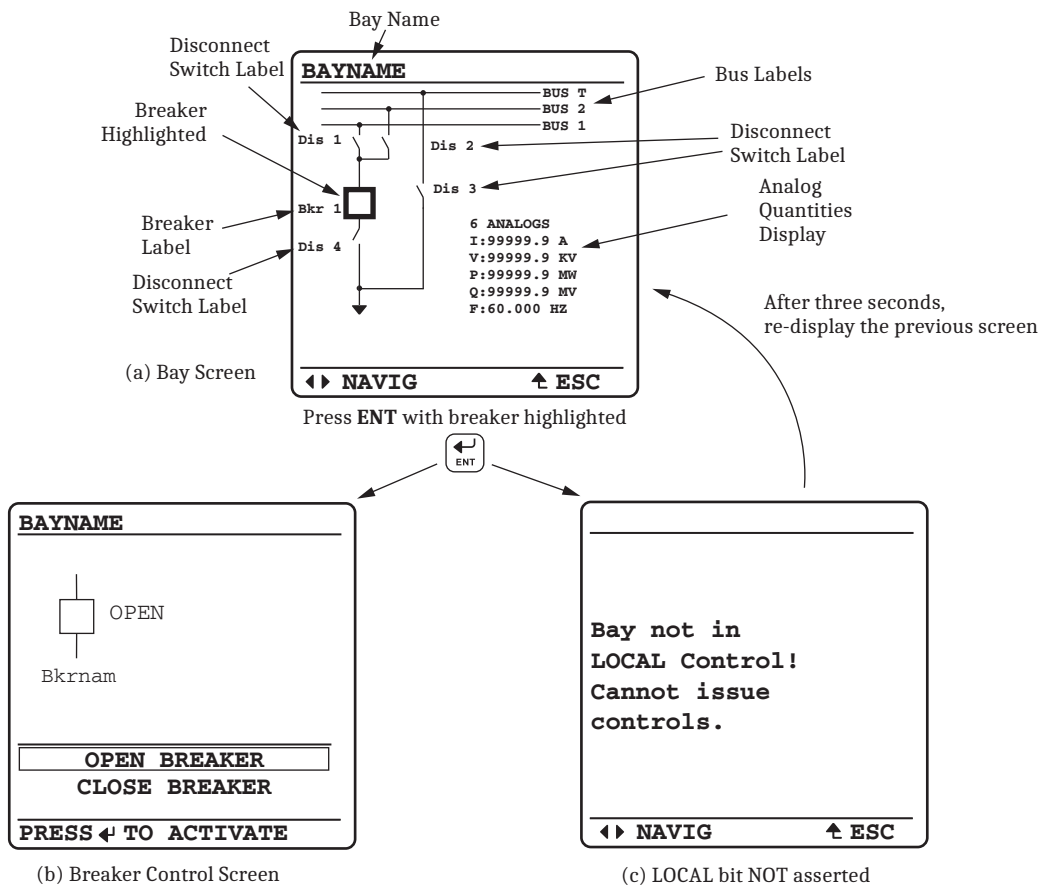 Bay Name
Disconnect
Switch Label
BAYNAME
Bus Labels
BUS T
BUS 2
BUS 1
Breaker
Highlighted
Dis 1
Dis 2
Disconnect
Switch Label
Dis 3
Analog
Quantities
Display
Bkr 1
Breaker
Label
6 ANALOGS
I:99999.9 A
V:99999.9 KV
P:99999.9 MW
Q:99999.9 MV
F:60.000 HZ
Dis 4
Disconnect
Switch Label
After three seconds,
re-display the previous screen
(a) Bay Screen
NAVIG
ESC
Press ENT with breaker highlighted
ENT
BAYNAME
OPEN
Bkrnam
OPEN BREAKER
CLOSE BREAKER
PRESS TO ACTIVATE
(b) Breaker Control Screen
Bay not in
LOCAL Control!
Cannot issue
controls.
NAVIG
ESC
(c) LOCAL bit NOT asserted